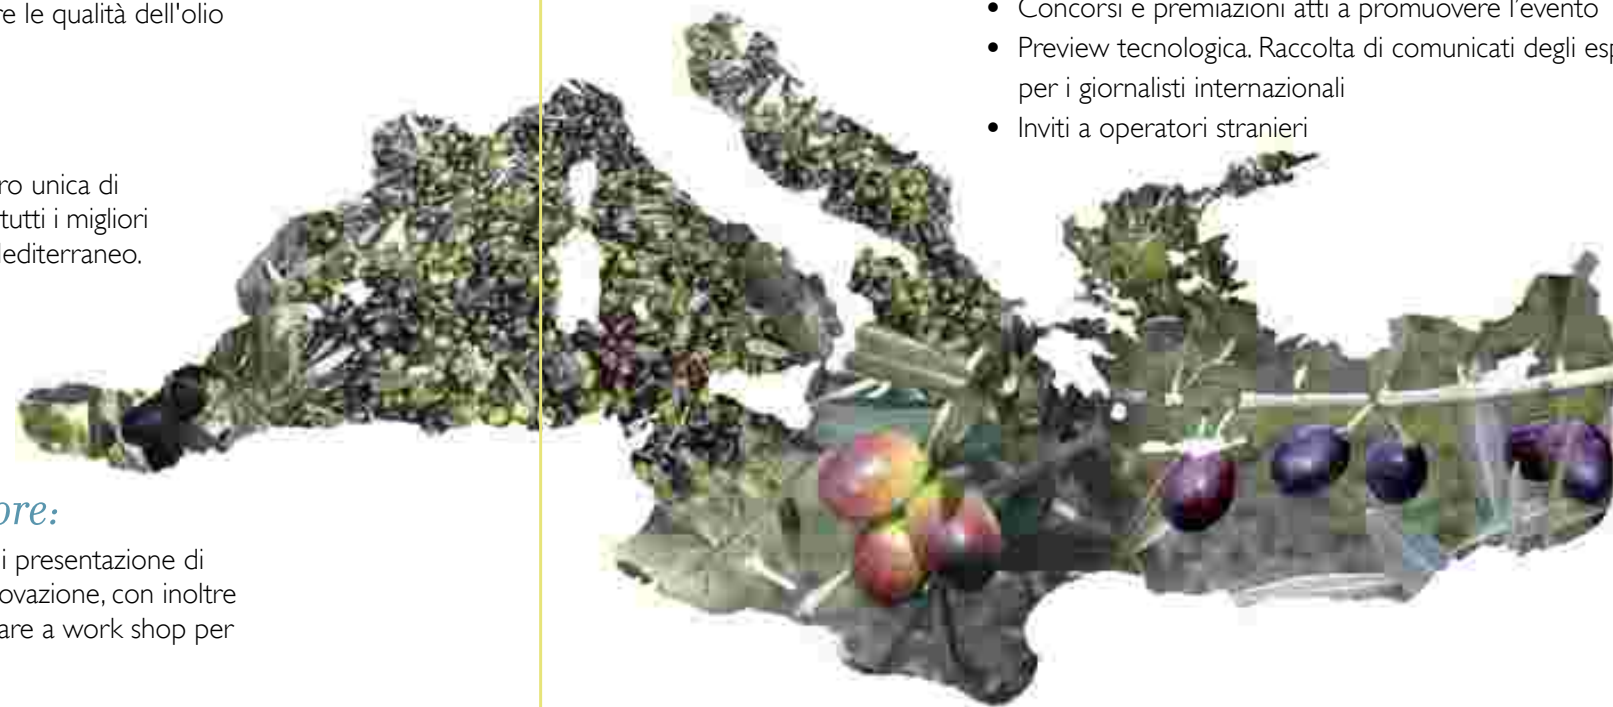 re le qualità dell'olio
ro unica di
tutti i migliori
editerraneo.
ore:
i presentazione di
ovazione, con inoltre
are a work shop per
• Concorsi e premiazioni atti a promuovere l'evento
• Preview tecnologica. Raccolta di comunicati degli esp
per i giornalisti internazionali
• Inviti a operatori stranieri